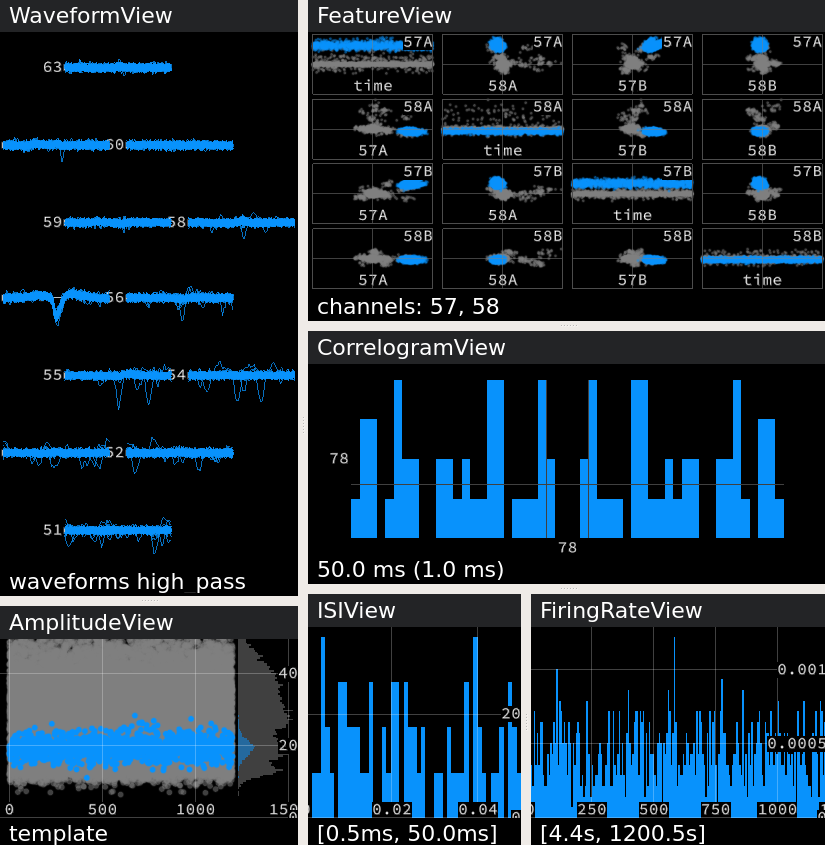 WaveformView
63
60
59
58
56
55
54
52
51
waveforms high_pass
AmplitudeView
40
20
0
500
1000
150
template
FeatureView
57A
57A
57A
57A
time
58A
57B
58B
58A
58A
58A
58A
57A
time
57B
58B
57B
57B
57B
57B
57A
58A
time
58B
58B
58B
58B
58B
57A
58A
57B
time
channels: 57, 58
CorrelogramView
78
78
50.0 ms (1.0 ms)
ISIView
20
0.02
0.04
[0.5ms, 50.0ms]
FiringRateView
0.001
0.0005
250
500
750
1000
[4.4s, 1200.5s]